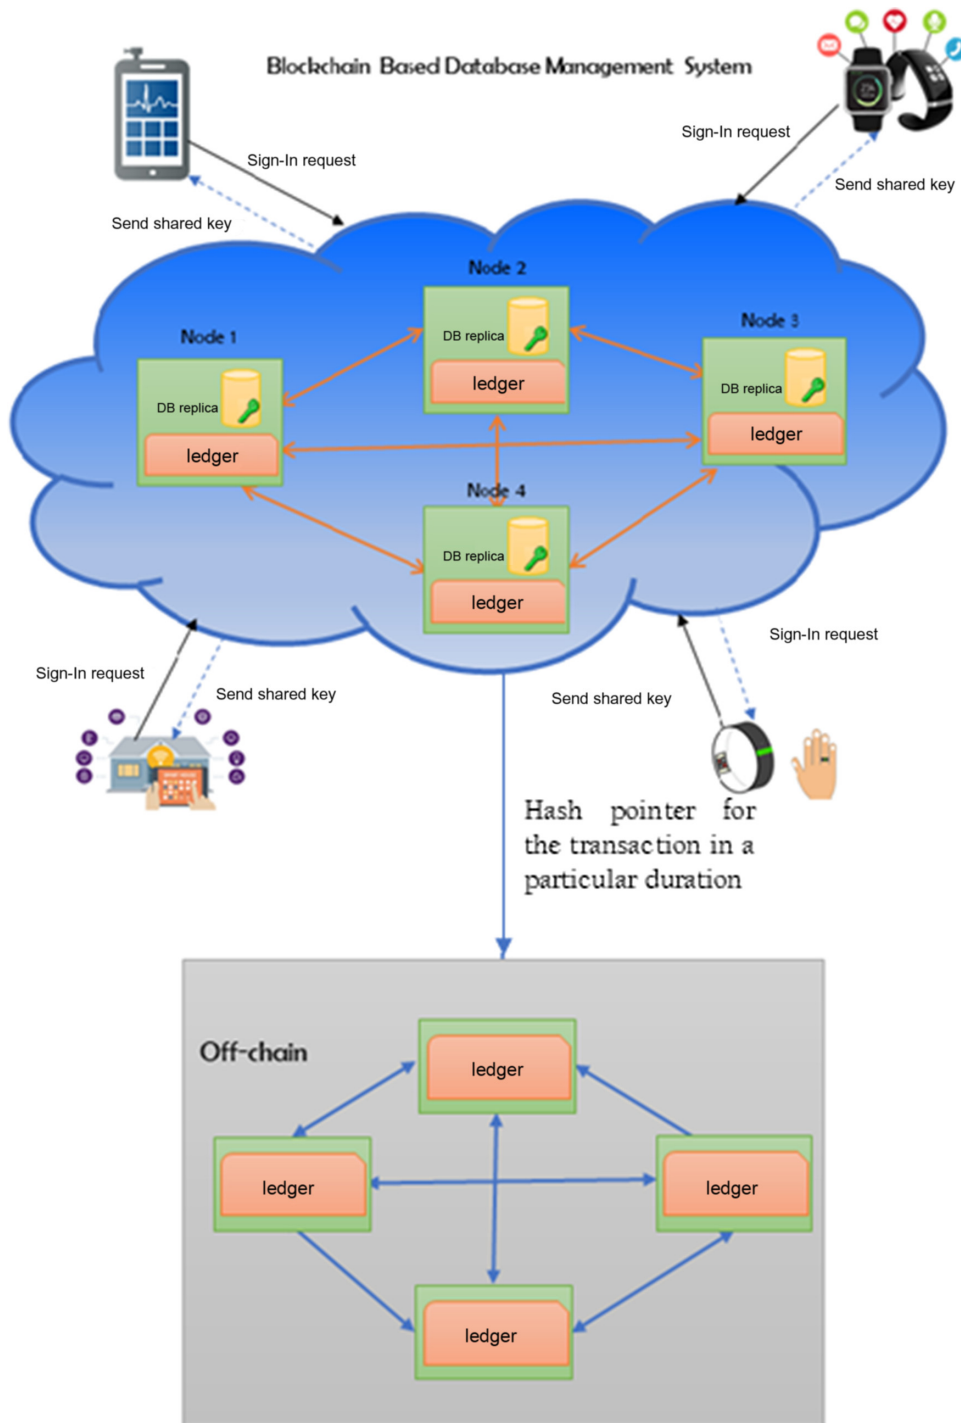 Blockchain Based Database Management System
Sign-In request
Send shared key
Sign-In request
Send shared key
Node 1
DB replica
ledger
Node 2
DB replica
ledger
Node 3
DB replica
ledger
Node 4
DB replica
ledger
Sign-In request
Send shared key
Send shared key
Sign-In request
Hash pointer for
the transaction in a
particular duration
Off-chain
ledger
ledger
ledger
ledger